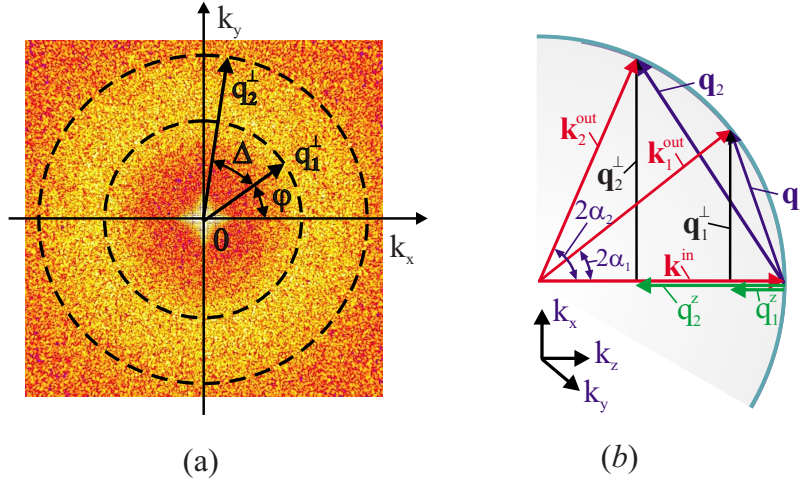 k_y
q_2^⊥
q_1^⊥
Δ
φ
0
k_x
(a)
q_2
k_2^out
k_1^out
q_2^⊥
q
q_1^⊥
2α_2
2α_1
k^in
q_2^z
q_1^z
k_x
k_z
k_y
(b)